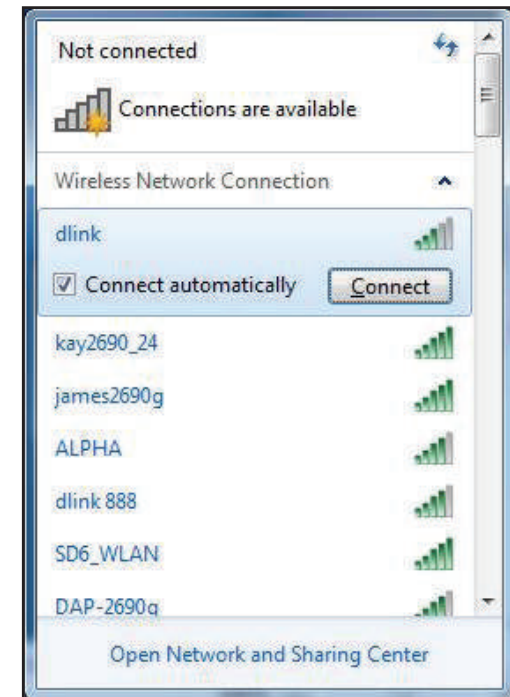 Not connected
Connections are available
Wireless Network Connection
dlink
Connect automatically Connect
kay2690_24
james2690g
ALPHA
dlink 888
SD6_WLAN
DAP-2690g
Open Network and Sharing Center